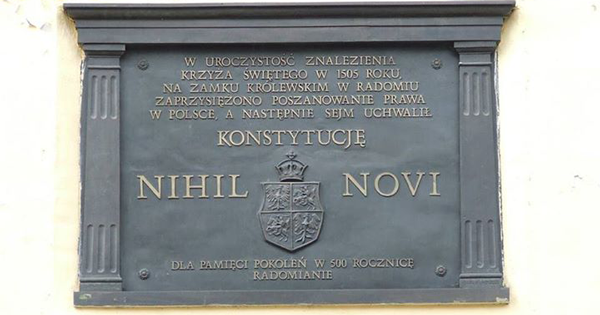 W UROCZYSTOŚĆ ZNALEZIENIA
KRZYŻA ŚWIĘTEGO W 1505 ROKU,
NA ZAMKU KRÓLEWSKIM W RADOMIU
ZAPRZYSIĘŻONO POSZANOWANIE PRAWA
W POLSCE, A NASTĘPNIE SEJM UCHWALIŁ
KONSTYTUCJĘ
NIHIL NOVI
DLA PAMIĘCI POKOLEŃ W 500 ROCZNICĘ
RADOMIANIE